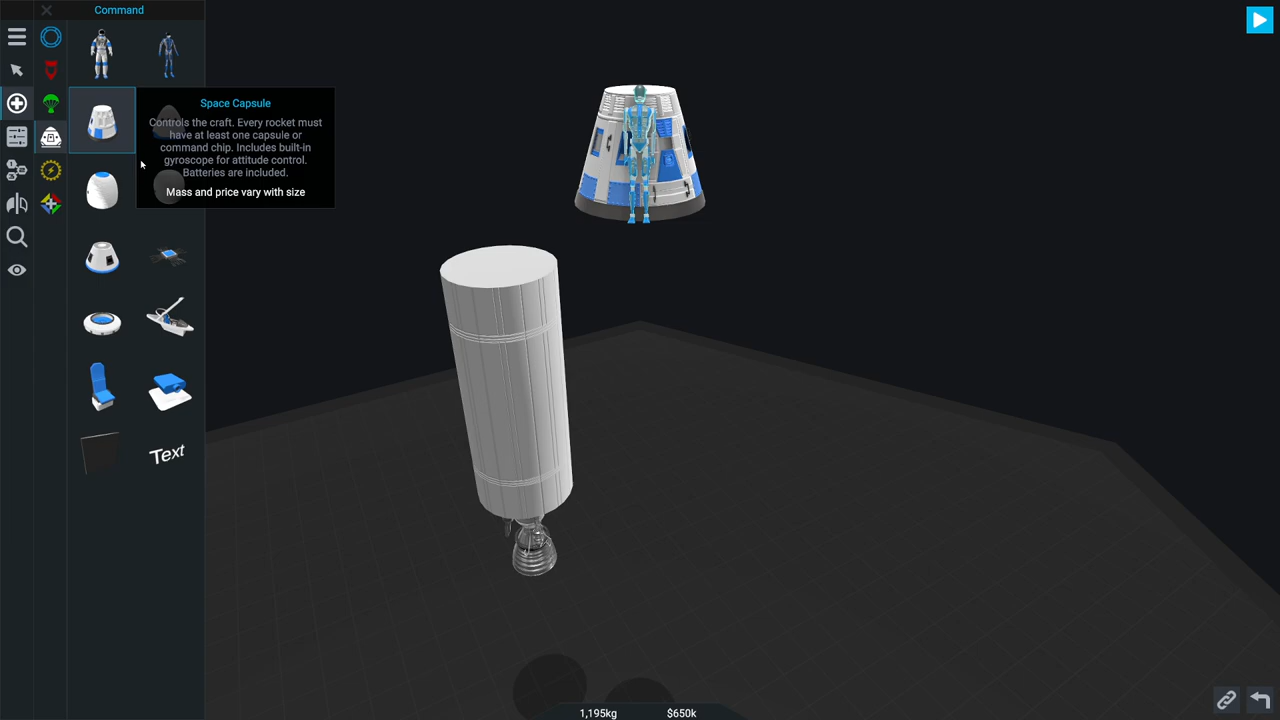 Command
Space Capsule
Controls the craft. Every rocket must
have at least one capsule or
command chip. Includes built-in
gyroscope for attitude control.
Batteries are included.
Mass and price vary with size
Text
1,195kg $650k